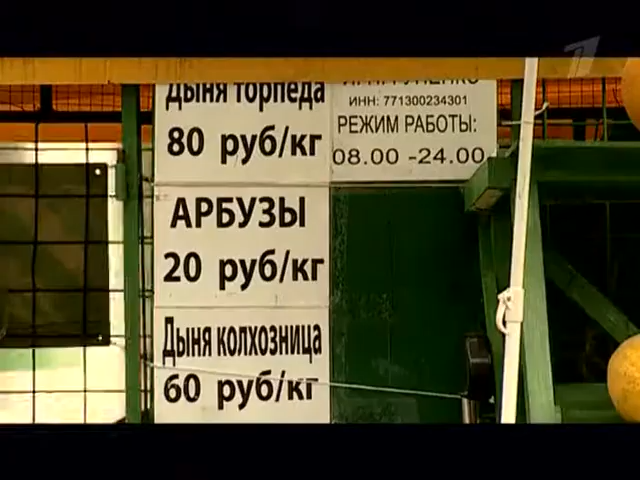 ДЫНЯ ТОРПЕДА
80 руб/кг
АРБУЗЫ
20 руб/кг
ДЫНЯ КОЛХОЗНИЦА
60 руб/кг
ИНН: 771300234301
РЕЖИМ РАБОТЫ:
08.00 -24.00
1